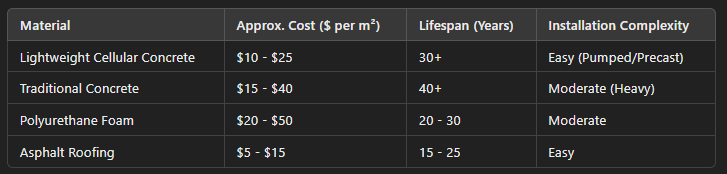 Material Approx. Cost ($ per m²) Lifespan (Years) Installation Complexity
Lightweight Cellular Concrete $10 - $25 30+ Easy (Pumped/Precast)
Traditional Concrete $15 - $40 40+ Moderate (Heavy)
Polyurethane Foam $20 - $50 20 - 30 Moderate
Asphalt Roofing $5 - $15 15 - 25 Easy